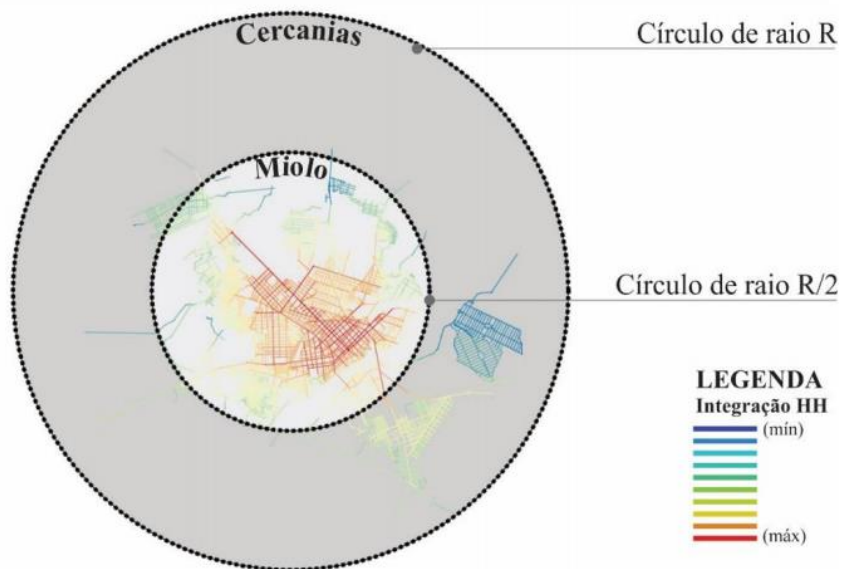 Cercanias
Círculo de raio R
Miolo
Círculo de raio R/2
LEGENDA
Integração HH
(mín)
(máx)